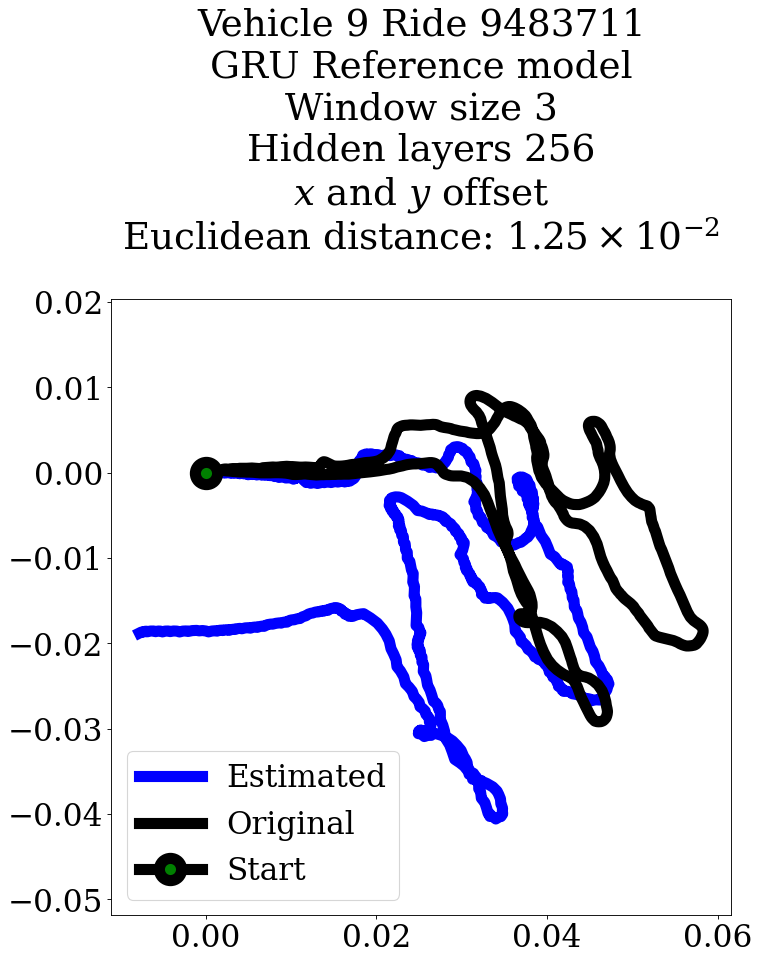 Vehicle 9 Ride 9483711
GRU Reference model
Window size 3
Hidden layers 256
x and y offset
Euclidean distance: 1.25 × 10⁻²
0.02
0.01
0.00
−0.01
−0.02
−0.03
−0.04
−0.05
Estimated
Original
Start
0.00 0.02 0.04 0.06